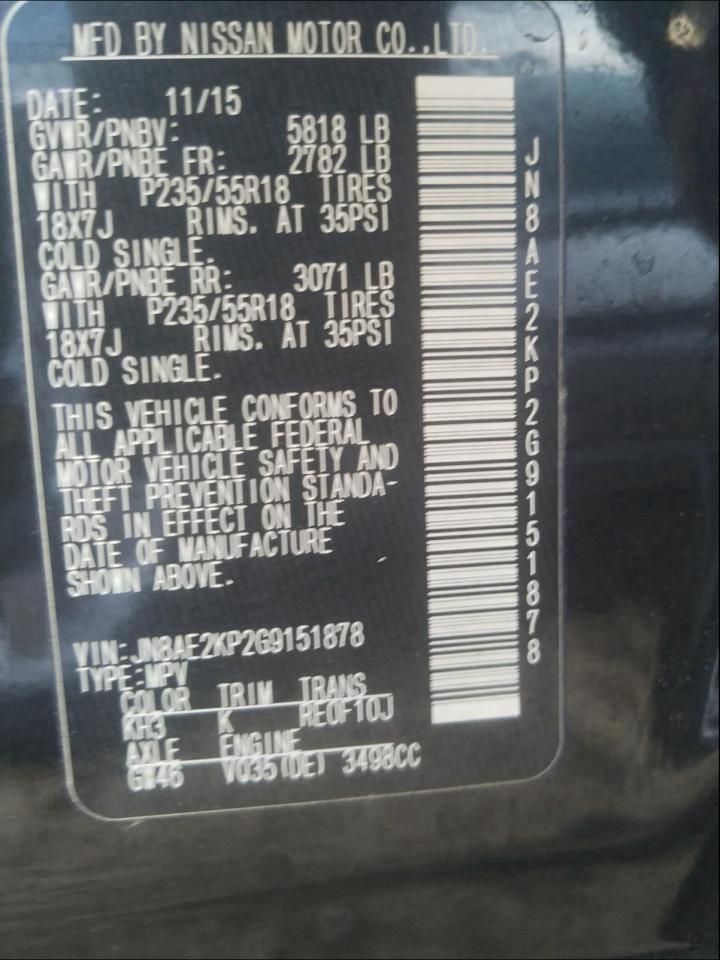 MFD BY NISSAN MOTOR CO.,LTD.
DATE: 11/15
GVWR/PNBV: 5818 LB
GAWR/PNBE FR: 2782 LB
WITH P235/55R18 TIRES
18X7J RIMS. AT 35PSI
COLD SINGLE.
GAWR/PNBE RR: 3071 LB
WITH P235/55R18 TIRES
18X7J RIMS. AT 35PSI
COLD SINGLE.
THIS VEHICLE CONFORMS TO
ALL APPLICABLE FEDERAL
MOTOR VEHICLE SAFETY AND
THEFT PREVENTION STANDA-
RDS IN EFFECT ON THE
DATE OF MANUFACTURE
SHOWN ABOVE.
VIN:JN8AE2KP2G9151878
TYPE:MPV
COLOR TRIM TRANS
KH3 K RE0F10J
AXLE ENGINE
GW46 VQ35(DE) 3498CC
JN8AE2KP2G9151878